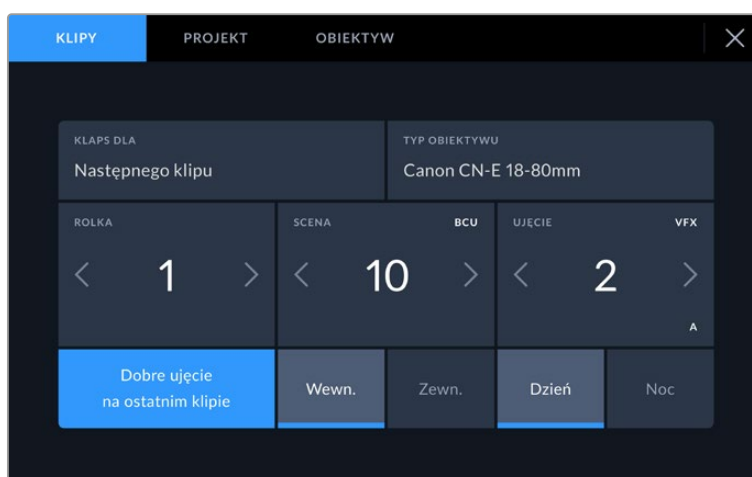 KLIPY PROJEKT OBIEKTYW
KLAPS DLA TYP OBIEKTYWU
Następnego klipu Canon CN-E 18-80mm
ROLKA SCENA BCU UJĘCIE VFX
1 10 2
A
Dobre ujęcie
na ostatnim klipie
Wewn. Zewn. Dzień Noc